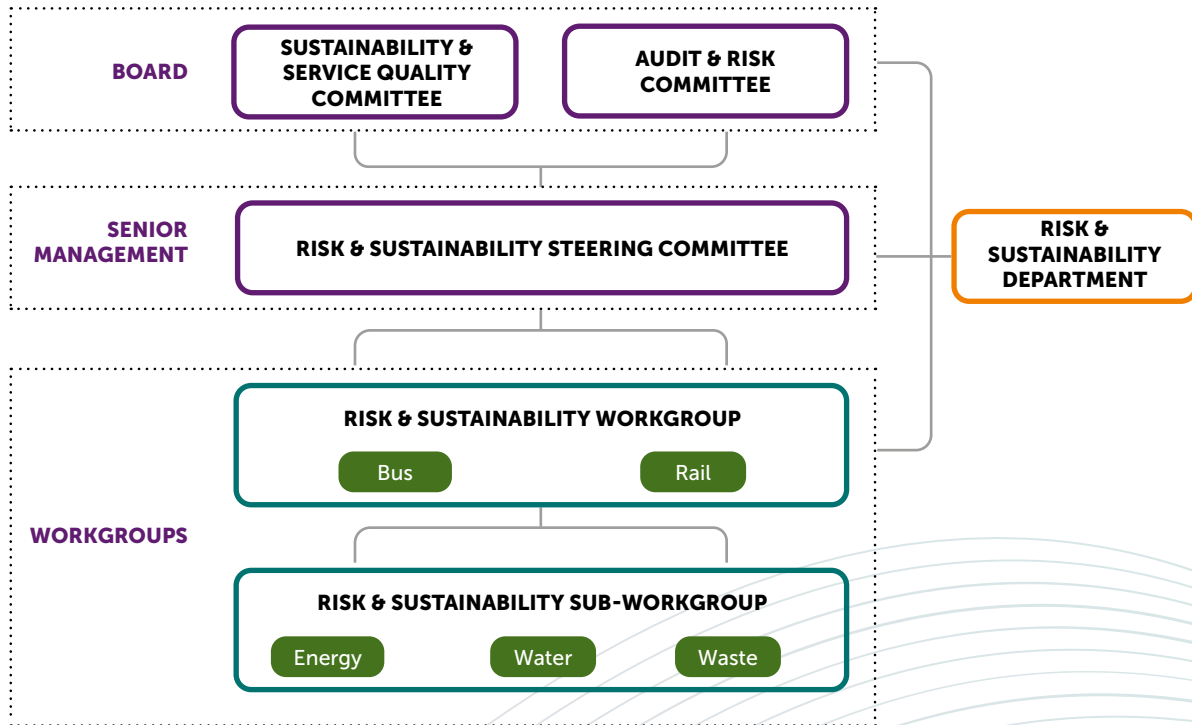 BOARD
SUSTAINABILITY &
SERVICE QUALITY
COMMITTEE
AUDIT & RISK
COMMITTEE
SENIOR
MANAGEMENT
RISK & SUSTAINABILITY STEERING COMMITTEE
RISK &
SUSTAINABILITY
DEPARTMENT
WORKGROUPS
RISK & SUSTAINABILITY WORKGROUP
Bus
Rail
RISK & SUSTAINABILITY SUB-WORKGROUP
Energy
Water
Waste